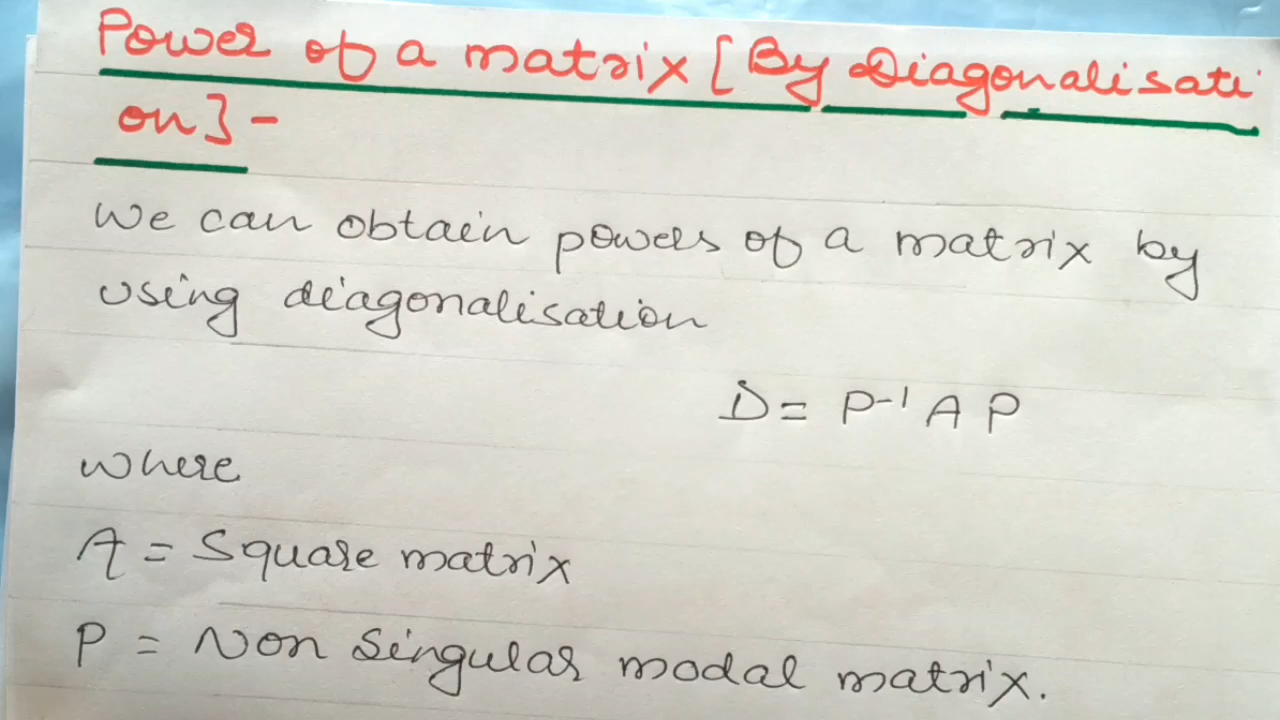 Power of a matrix [By Diagonalisati
on] -
We can obtain powers of a matrix by
using diagonalisation
D = P-1 A P
where
A = Square matrix
P = Non Singular modal matrix.